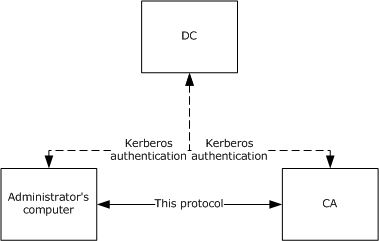 DC
Kerberos
authentication
Kerberos
authentication
Administrator's
computer
This protocol
CA